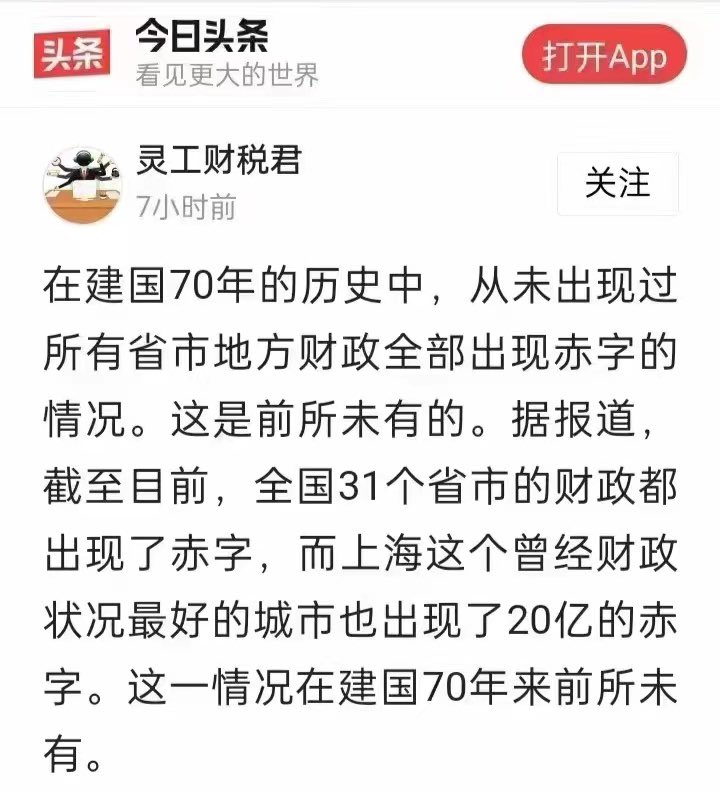 头条
今日头条
看见更大的世界
打开App
灵工财税君
7小时前
关注
在建国70年的历史中，从未出现过
所有省市地方财政全部出现赤字的
情况。这是前所未有的。据报道，
截至目前，全国31个省市的财政都
出现了赤字，而上海这个曾经财政
状况最好的城市也出现了20亿的赤
字。这一情况在建国70年来前所未
有。